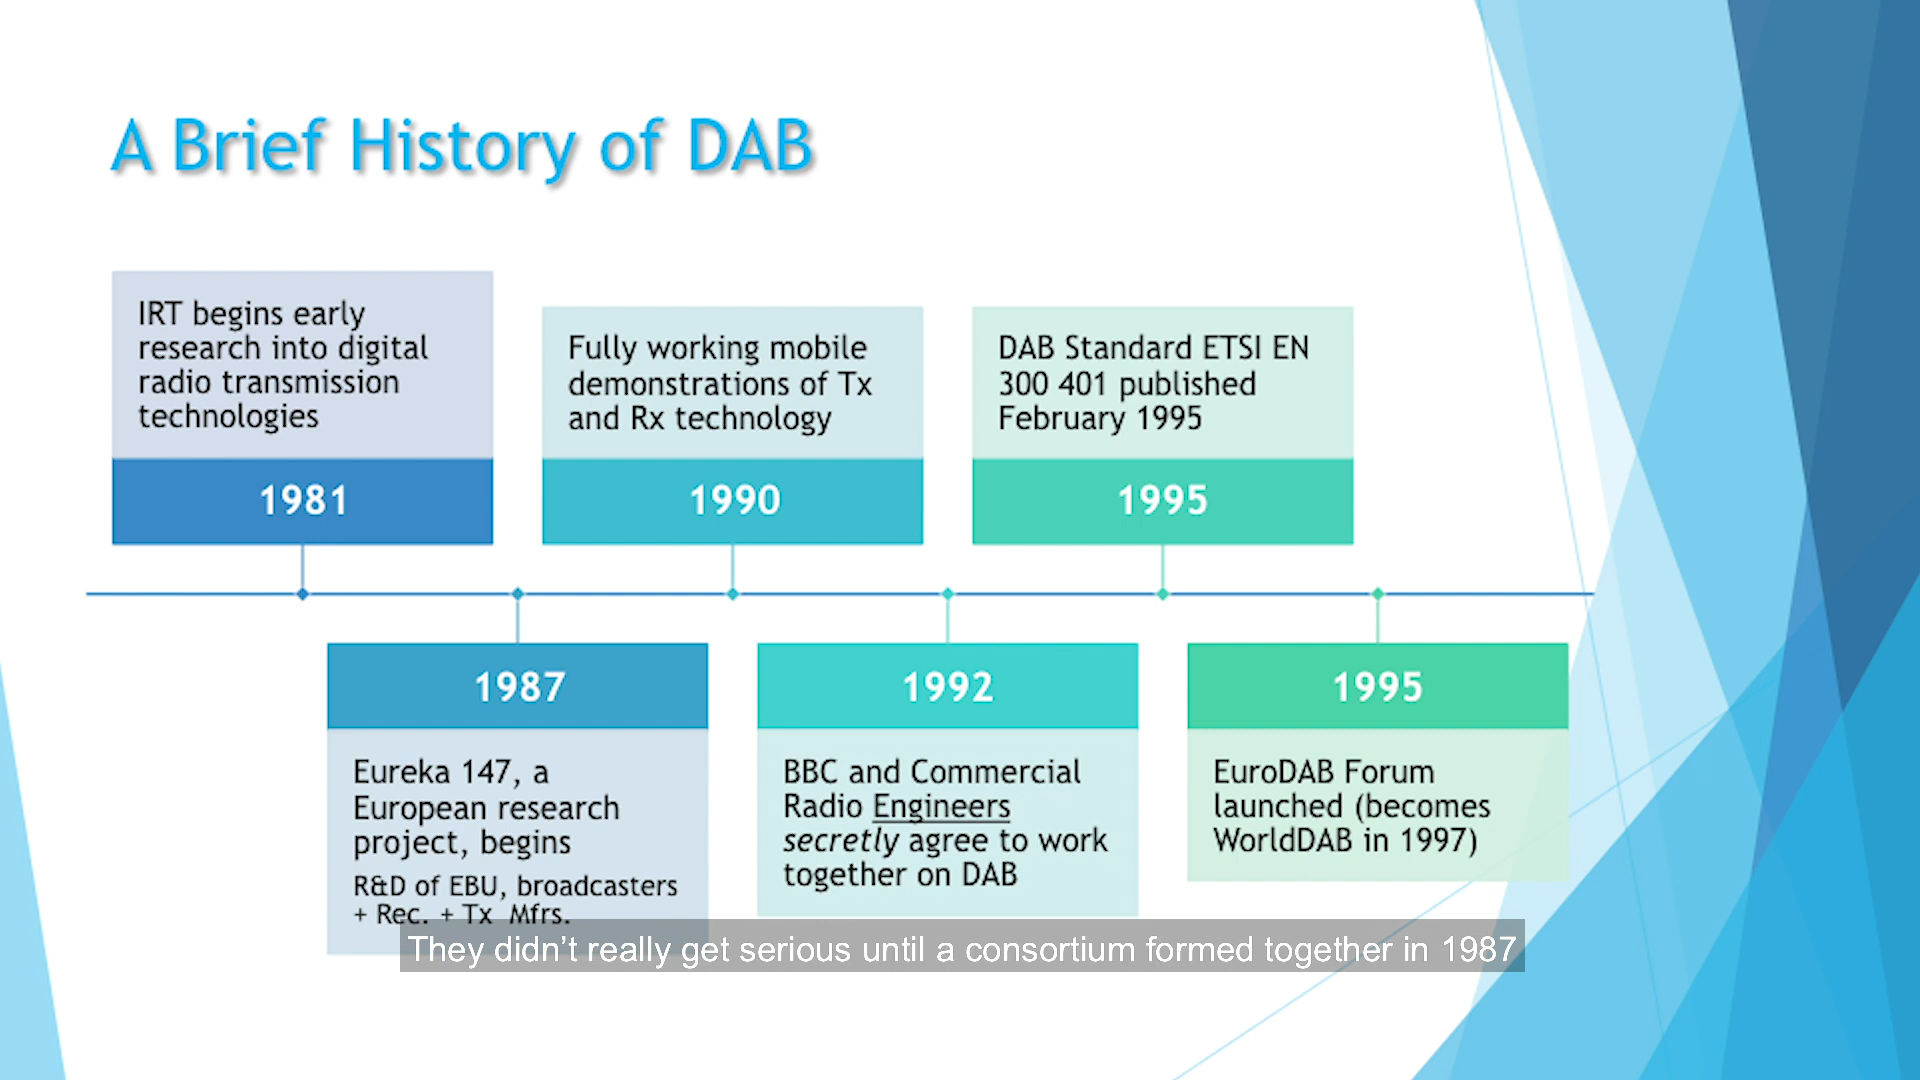 A Brief History of DAB
IRT begins early
research into digital
radio transmission
technologies
1981
Fully working mobile
demonstrations of Tx
and Rx technology
1990
DAB Standard ETSI EN
300 401 published
February 1995
1995
1987
Eureka 147, a
European research
project, begins
R&D of EBU, broadcasters
+ Rec. + Tx Mfrs.
1992
BBC and Commercial
Radio Engineers
secretly agree to work
together on DAB
1995
EuroDAB Forum
launched (becomes
WorldDAB in 1997)
They didn’t really get serious until a consortium formed together in 1987